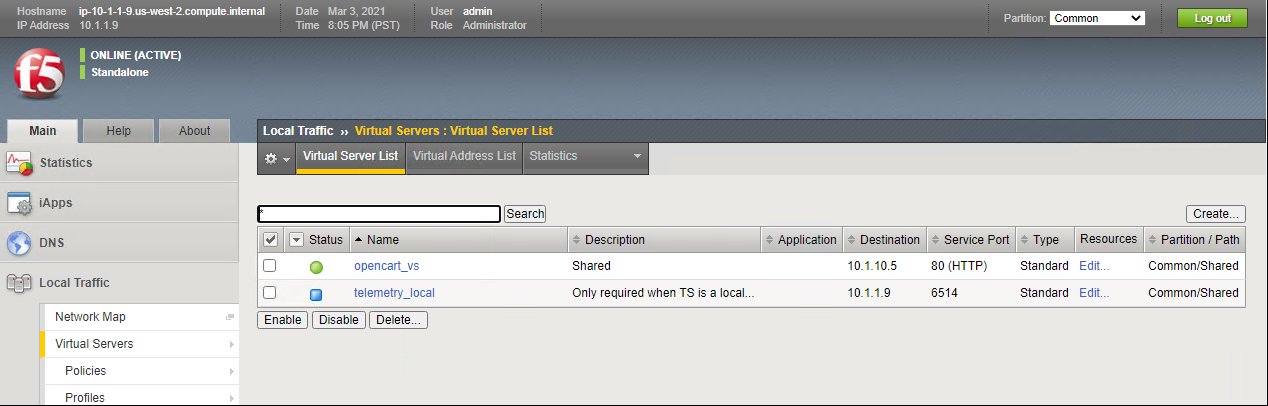 Hostname ip-10-1-1-9.us-west-2.compute.internal Date Mar 3, 2021 User admin
IP Address 10.1.1.9 Time 8:05 PM (PST) Role Administrator
Partition: Common Log out
f5
ONLINE (ACTIVE)
Standalone
Main Help About
Local Traffic ›› Virtual Servers : Virtual Server List
Virtual Server List Virtual Address List Statistics
Statistics
iApps
DNS
Local Traffic
Network Map
Virtual Servers
Policies
Profiles
* Search Create...
Status Name Description Application Destination Service Port Type Resources Partition / Path
opencart_vs Shared 10.1.10.5 80 (HTTP) Standard Edit... Common/Shared
telemetry_local Only required when TS is a local... 10.1.1.9 6514 Standard Edit... Common/Shared
Enable Disable Delete...